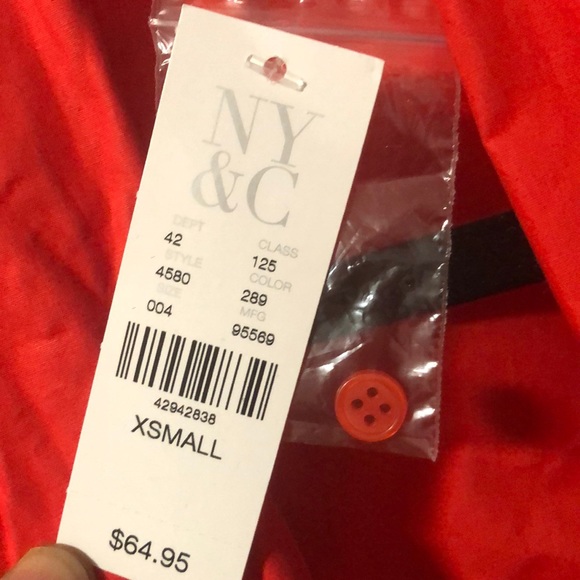 NY
&C
DEPT CLASS
42 125
STYLE COLOR
4580 289
SIZE MFG
004 95569
42942838
XSMALL
$64.95